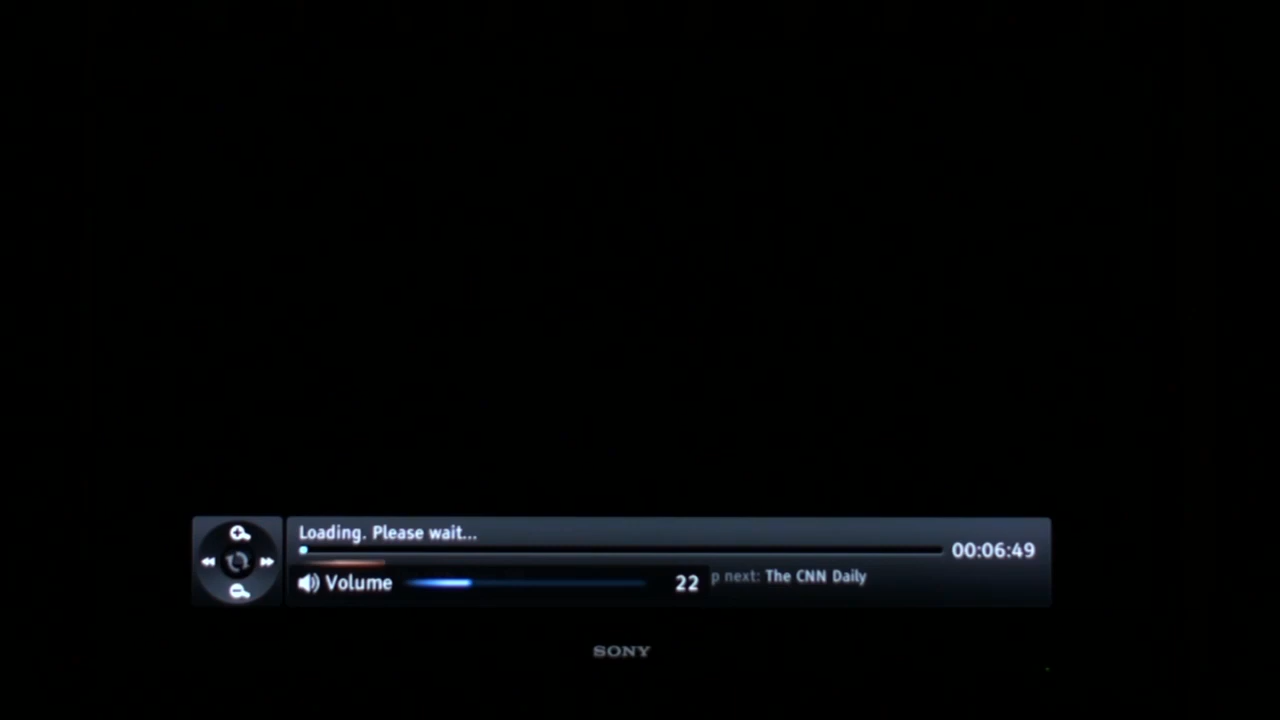 Loading. Please wait...
00:06:49
Volume 22
p next: The CNN Daily
SONY